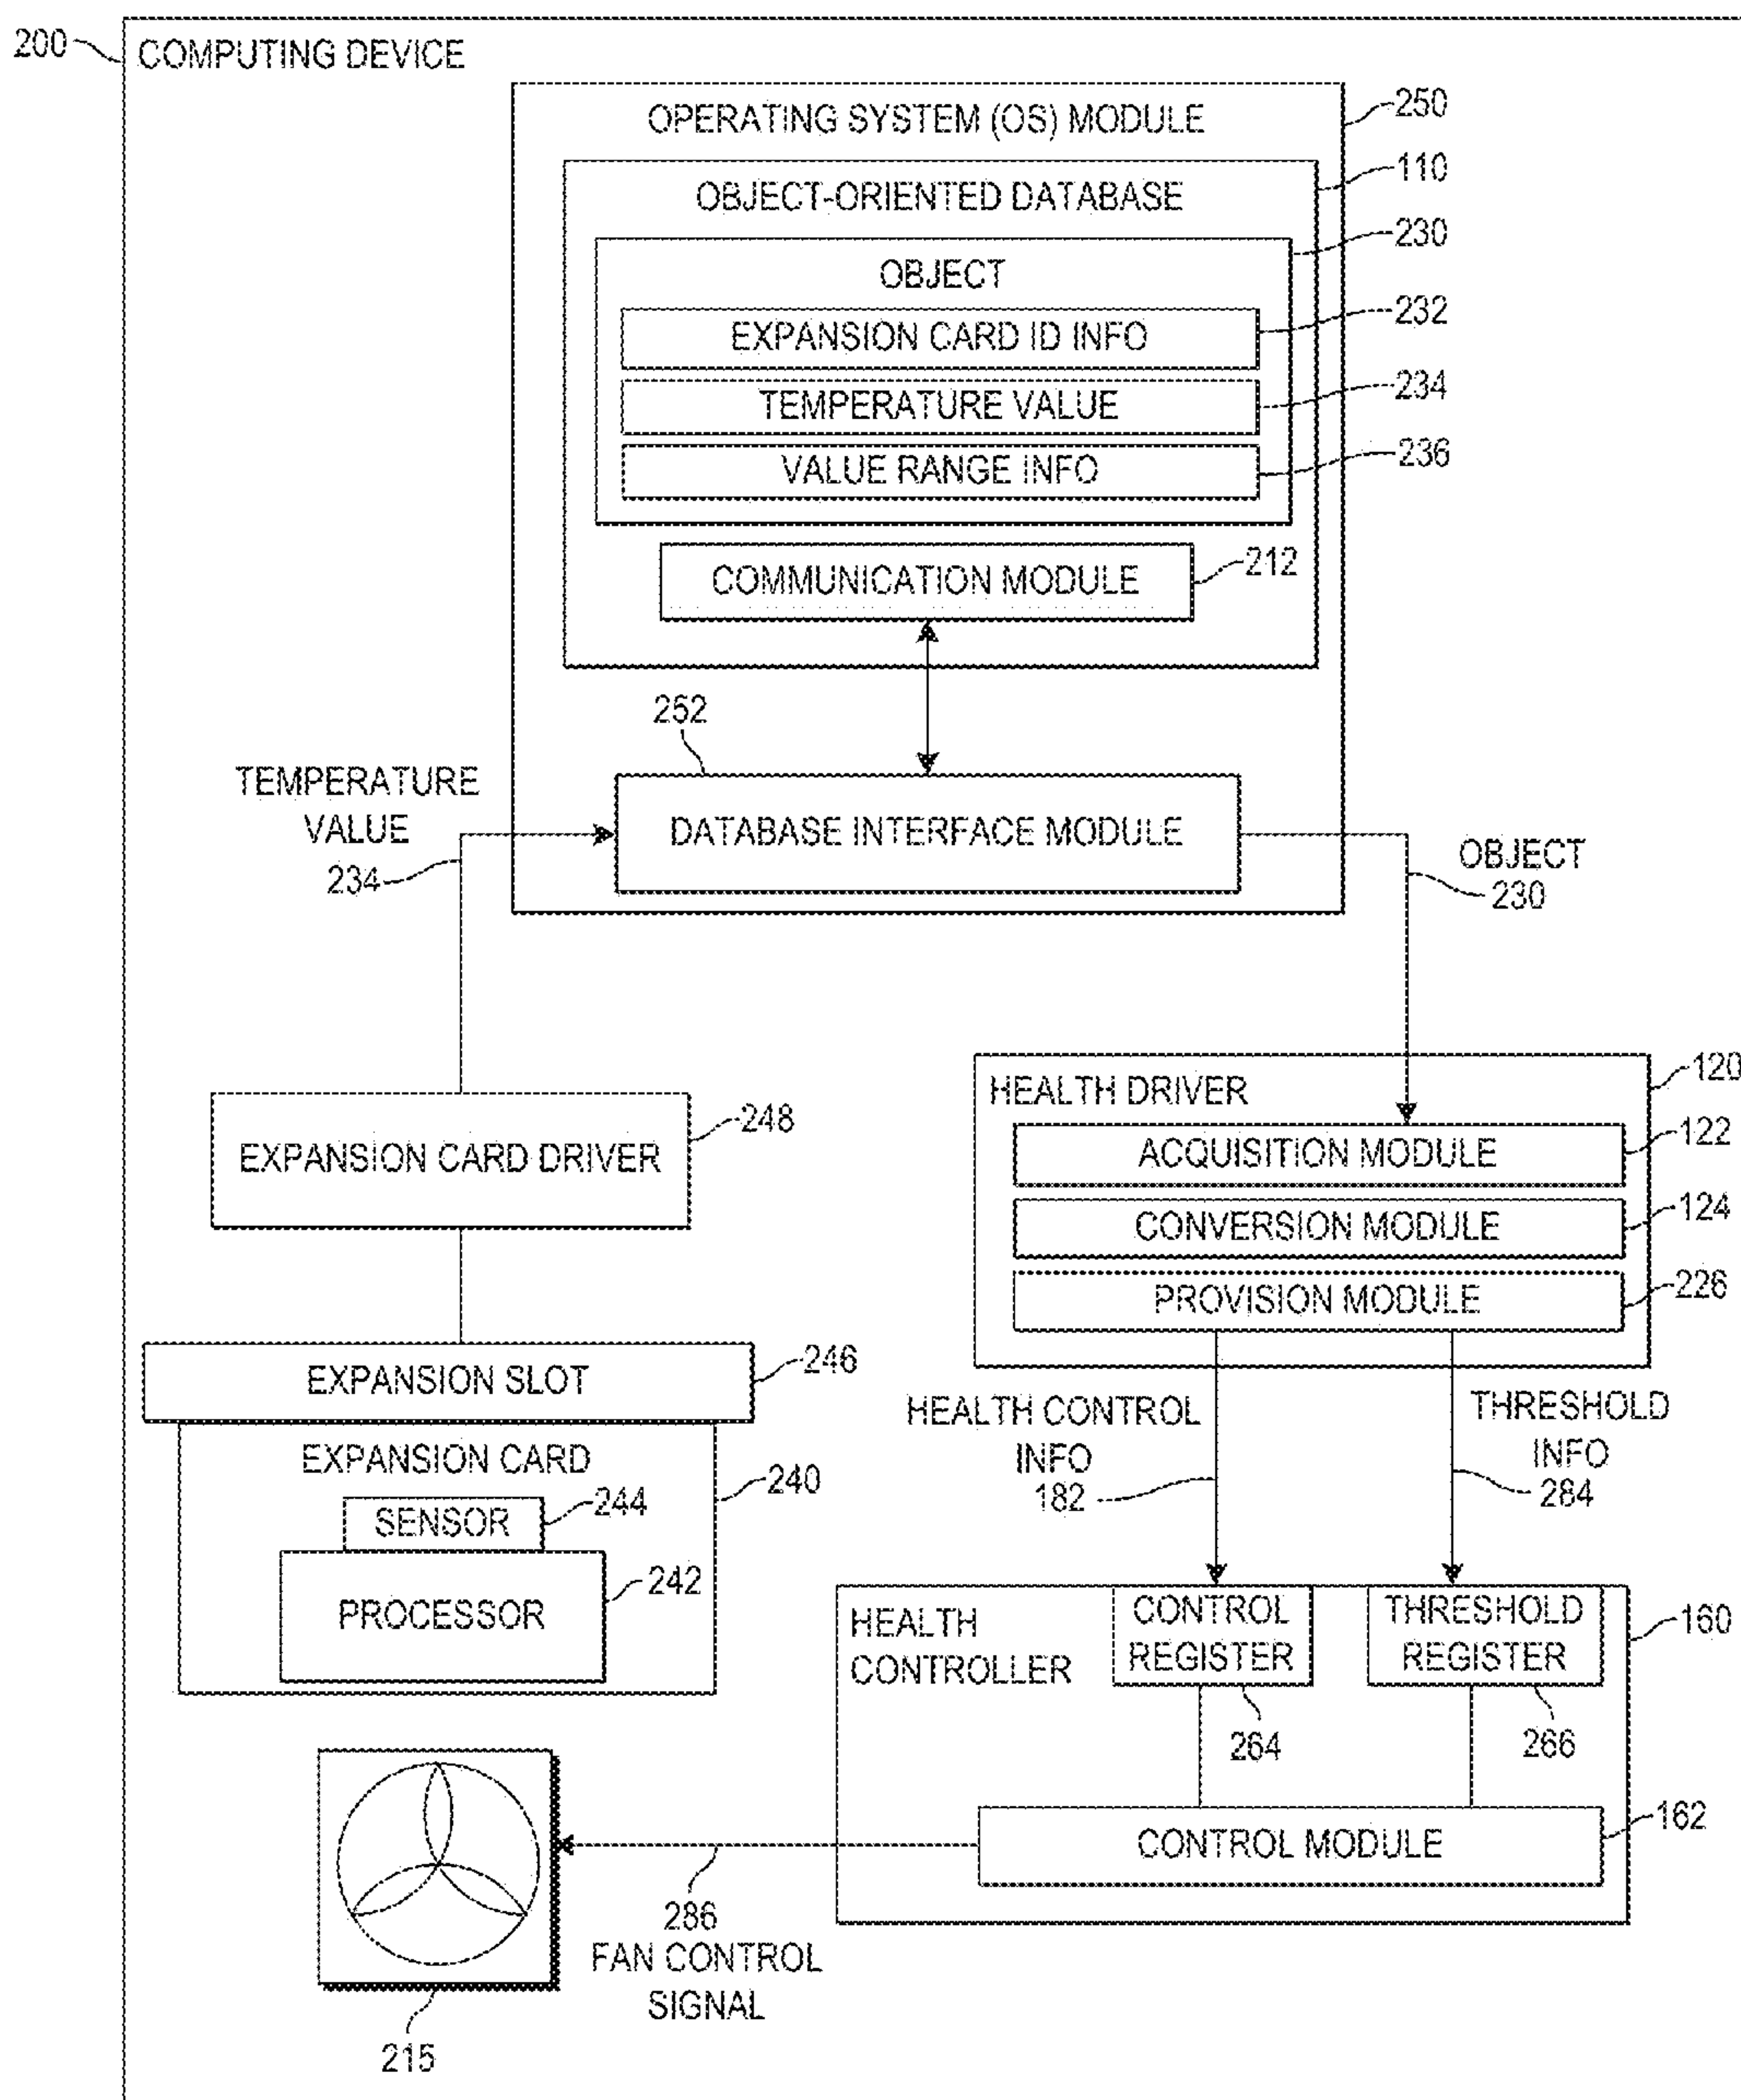 200
COMPUTING DEVICE
OPERATING SYSTEM (OS) MODULE
250
OBJECT-ORIENTED DATABASE
110
OBJECT
230
EXPANSION CARD ID INFO
232
TEMPERATURE VALUE
234
VALUE RANGE INFO
236
COMMUNICATION MODULE
212
252
TEMPERATURE
VALUE
234
DATABASE INTERFACE MODULE
OBJECT
230
HEALTH DRIVER
120
ACQUISITION MODULE
122
CONVERSION MODULE
124
PROVISION MODULE
226
EXPANSION CARD DRIVER
248
EXPANSION SLOT
246
EXPANSION CARD
240
SENSOR
244
PROCESSOR
242
HEALTH CONTROL
INFO
182
THRESHOLD
INFO
284
HEALTH
CONTROLLER
160
CONTROL
REGISTER
264
THRESHOLD
REGISTER
266
CONTROL MODULE
162
286
FAN CONTROL
SIGNAL
215